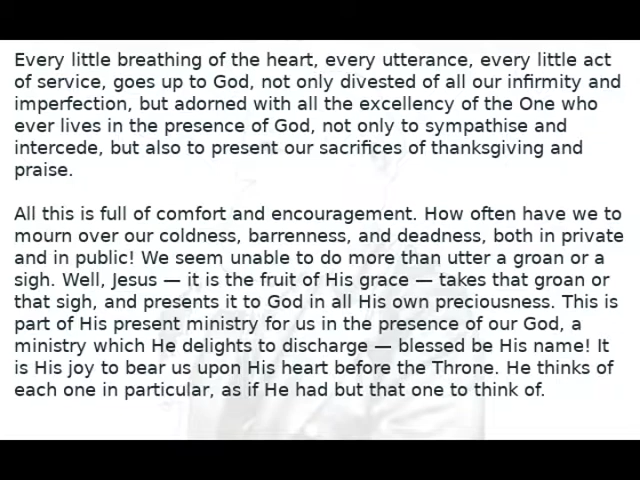 Every little breathing of the heart, every utterance, every little act
of service, goes up to God, not only divested of all our infirmity and
imperfection, but adorned with all the excellency of the One who
ever lives in the presence of God, not only to sympathise and
intercede, but also to present our sacrifices of thanksgiving and
praise.
All this is full of comfort and encouragement. How often have we to
mourn over our coldness, barrenness, and deadness, both in private
and in public! We seem unable to do more than utter a groan or a
sigh. Well, Jesus — it is the fruit of His grace — takes that groan or
that sigh, and presents it to God in all His own preciousness. This is
part of His present ministry for us in the presence of our God, a
ministry which He delights to discharge — blessed be His name! It
is His joy to bear us upon His heart before the Throne. He thinks of
each one in particular, as if He had but that one to think of.